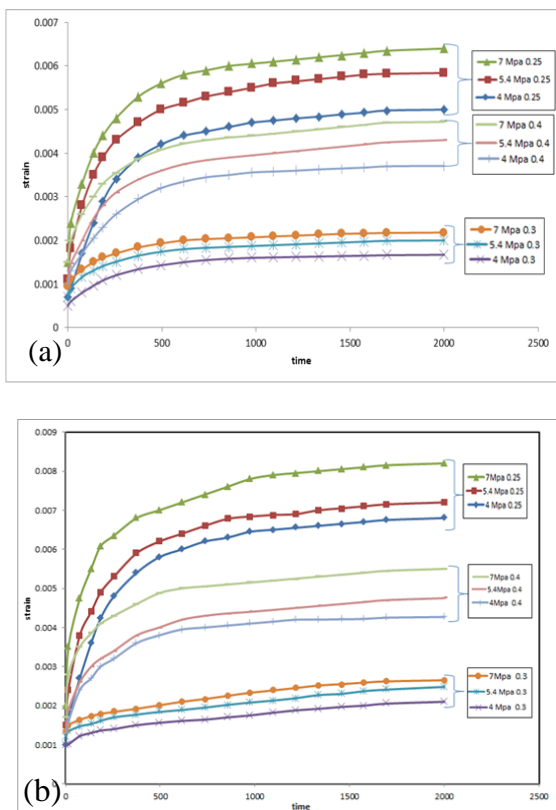 0.007
0.006
0.005
0.004
0.003
0.002
0.001
0
strain
7 Mpa 0.25
5.4 Mpa 0.25
4 Mpa 0.25
7 Mpa 0.4
5.4 Mpa 0.4
4 Mpa 0.4
7 Mpa 0.3
5.4 Mpa 0.3
4 Mpa 0.3
0 500 1000 1500 2000 2500
time
(a)
0.009
0.008
0.007
0.006
0.005
0.004
0.003
0.002
0.001
strain
7Mpa 0.25
5.4 Mpa 0.25
4 Mpa 0.25
7Mpa 0.4
5.4Mpa 0.4
4Mpa 0.4
7Mpa 0.3
5.4 Mpa 0.3
4 Mpa 0.3
0 500 1000 1500 2000 2500
time
(b)